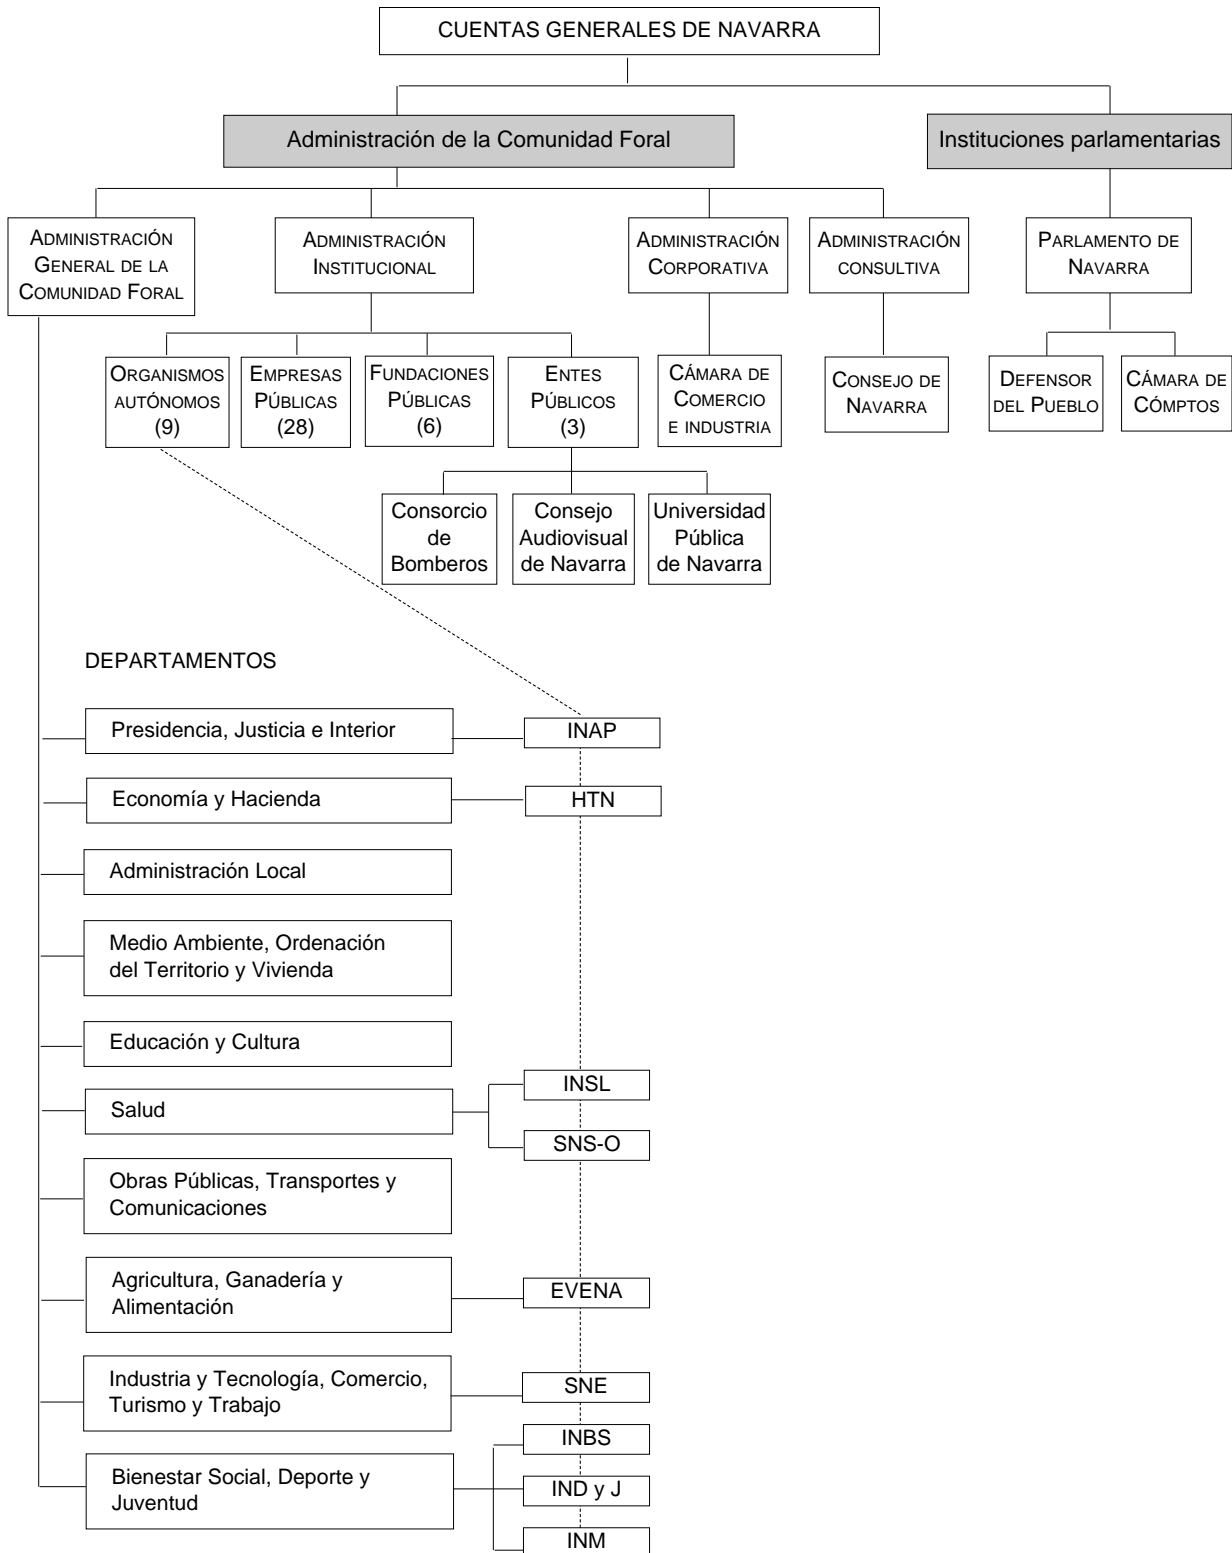 CUENTAS GENERALES DE NAVARRA
Administración de la Comunidad Foral
Instituciones parlamentarias
ADMINISTRACIÓN
GENERAL DE LA
COMUNIDAD FORAL
ADMINISTRACIÓN
INSTITUCIONAL
ADMINISTRACIÓN
CORPORATIVA
ADMINISTRACIÓN
CONSULTIVA
PARLAMENTO DE
NAVARRA
ORGANISMOS
AUTÓNOMOS
(9)
EMPRESAS
PÚBLICAS
(28)
FUNDACIONES
PÚBLICAS
(6)
ENTES
PÚBLICOS
(3)
CÁMARA DE
COMERCIO
E INDUSTRIA
CONSEJO DE
NAVARRA
DEFENSOR
DEL PUEBLO
CÁMARA DE
CÓMPTOS
Consorcio
de
Bomberos
Consejo
Audiovisual
de Navarra
Universidad
Pública
de Navarra
DEPARTAMENTOS
Presidencia, Justicia e Interior
INAP
Economía y Hacienda
HTN
Administración Local
Medio Ambiente, Ordenación
del Territorio y Vivienda
Educación y Cultura
Salud
INSL
SNS-O
Obras Públicas, Transportes y
Comunicaciones
Agricultura, Ganadería y
Alimentación
EVENA
Industria y Tecnología, Comercio,
Turismo y Trabajo
SNE
Bienestar Social, Deporte y
Juventud
INBS
IND y J
INM